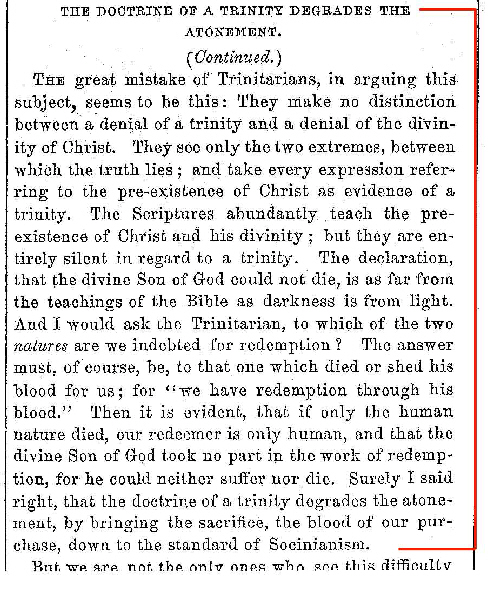 THE DOCTRINE OF A TRINITY DEGRADES THE
ATONEMENT.
(Continued.)
THE great mistake of Trinitarians, in arguing this
subject, seems to be this: They make no distinction
between a denial of a trinity and a denial of the divin-
ity of Christ. They see only the two extremes, between
which the truth lies; and take every expression refer-
ring to the pre-existence of Christ as evidence of a
trinity. The Scriptures abundantly teach the pre-
existence of Christ and his divinity; but they are en-
tirely silent in regard to a trinity. The declaration,
that the divine Son of God could not die, is as far from
the teachings of the Bible as darkness is from light.
And I would ask the Trinitarian, to which of the two
natures are we indebted for redemption? The answer
must, of course, be, to that one which died or shed his
blood for us; for "we have redemption through his
blood." Then it is evident, that if only the human
nature died, our redeemer is only human, and that the
divine Son of God took no part in the work of redemp-
tion, for he could neither suffer nor die. Surely I said
right, that the doctrine of a trinity degrades the atone-
ment, by bringing the sacrifice, the blood of our pur-
chase, down to the standard of Socinianism.
But we are not the only ones who see this difficulty